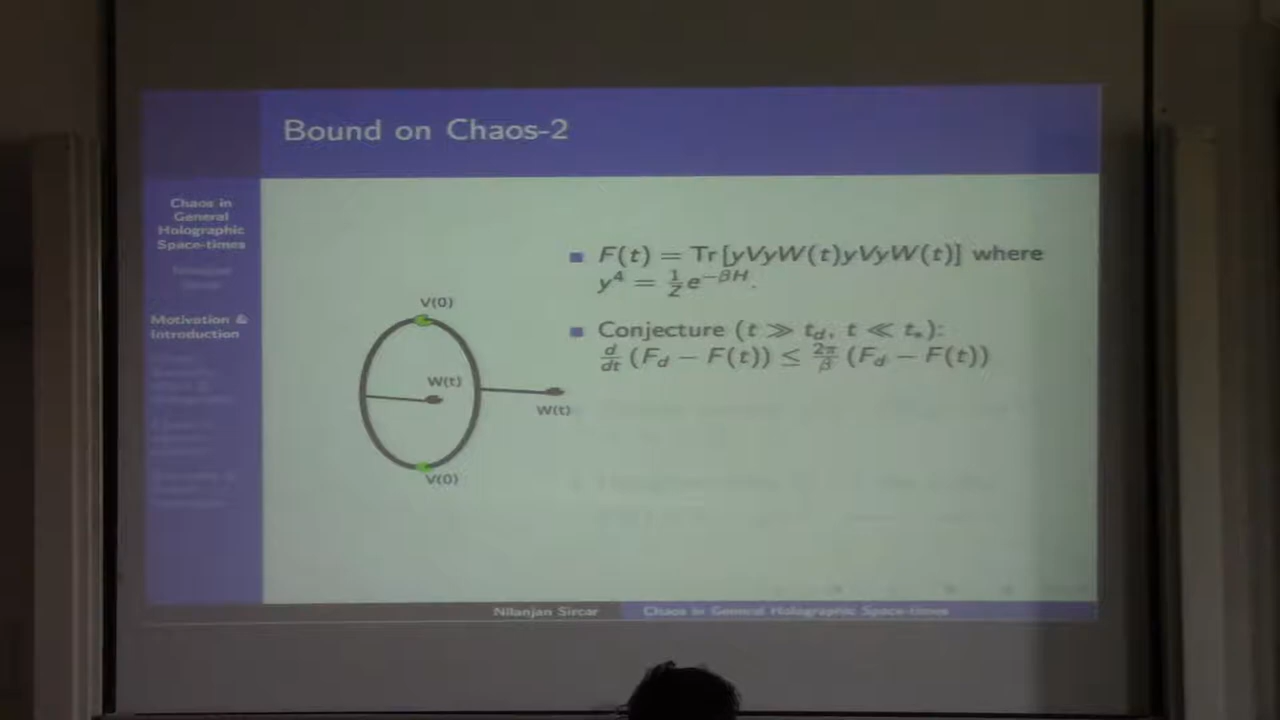 Bound on Chaos-2
Chaos in
General
Holographic
Space-times
Motivation &
Introduction
V(0)
W(t)
W(t)
V(0)
F(t) = Tr[yVyW(t)yVyW(t)] where
y⁴ = 1/Z e^{-βH}.
Conjecture (t ≫ t_d, t ≪ t_*):
d/dt (F_d − F(t)) ≤ 2π/β (F_d − F(t))
Nilanjan Sircar
Chaos in General Holographic Space-times